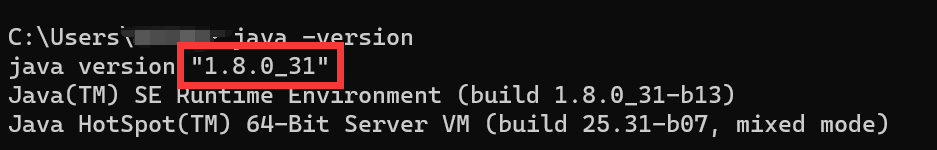 C:\Users\ java -version
java version "1.8.0_31"
Java(TM) SE Runtime Environment (build 1.8.0_31-b13)
Java HotSpot(TM) 64-Bit Server VM (build 25.31-b07, mixed mode)